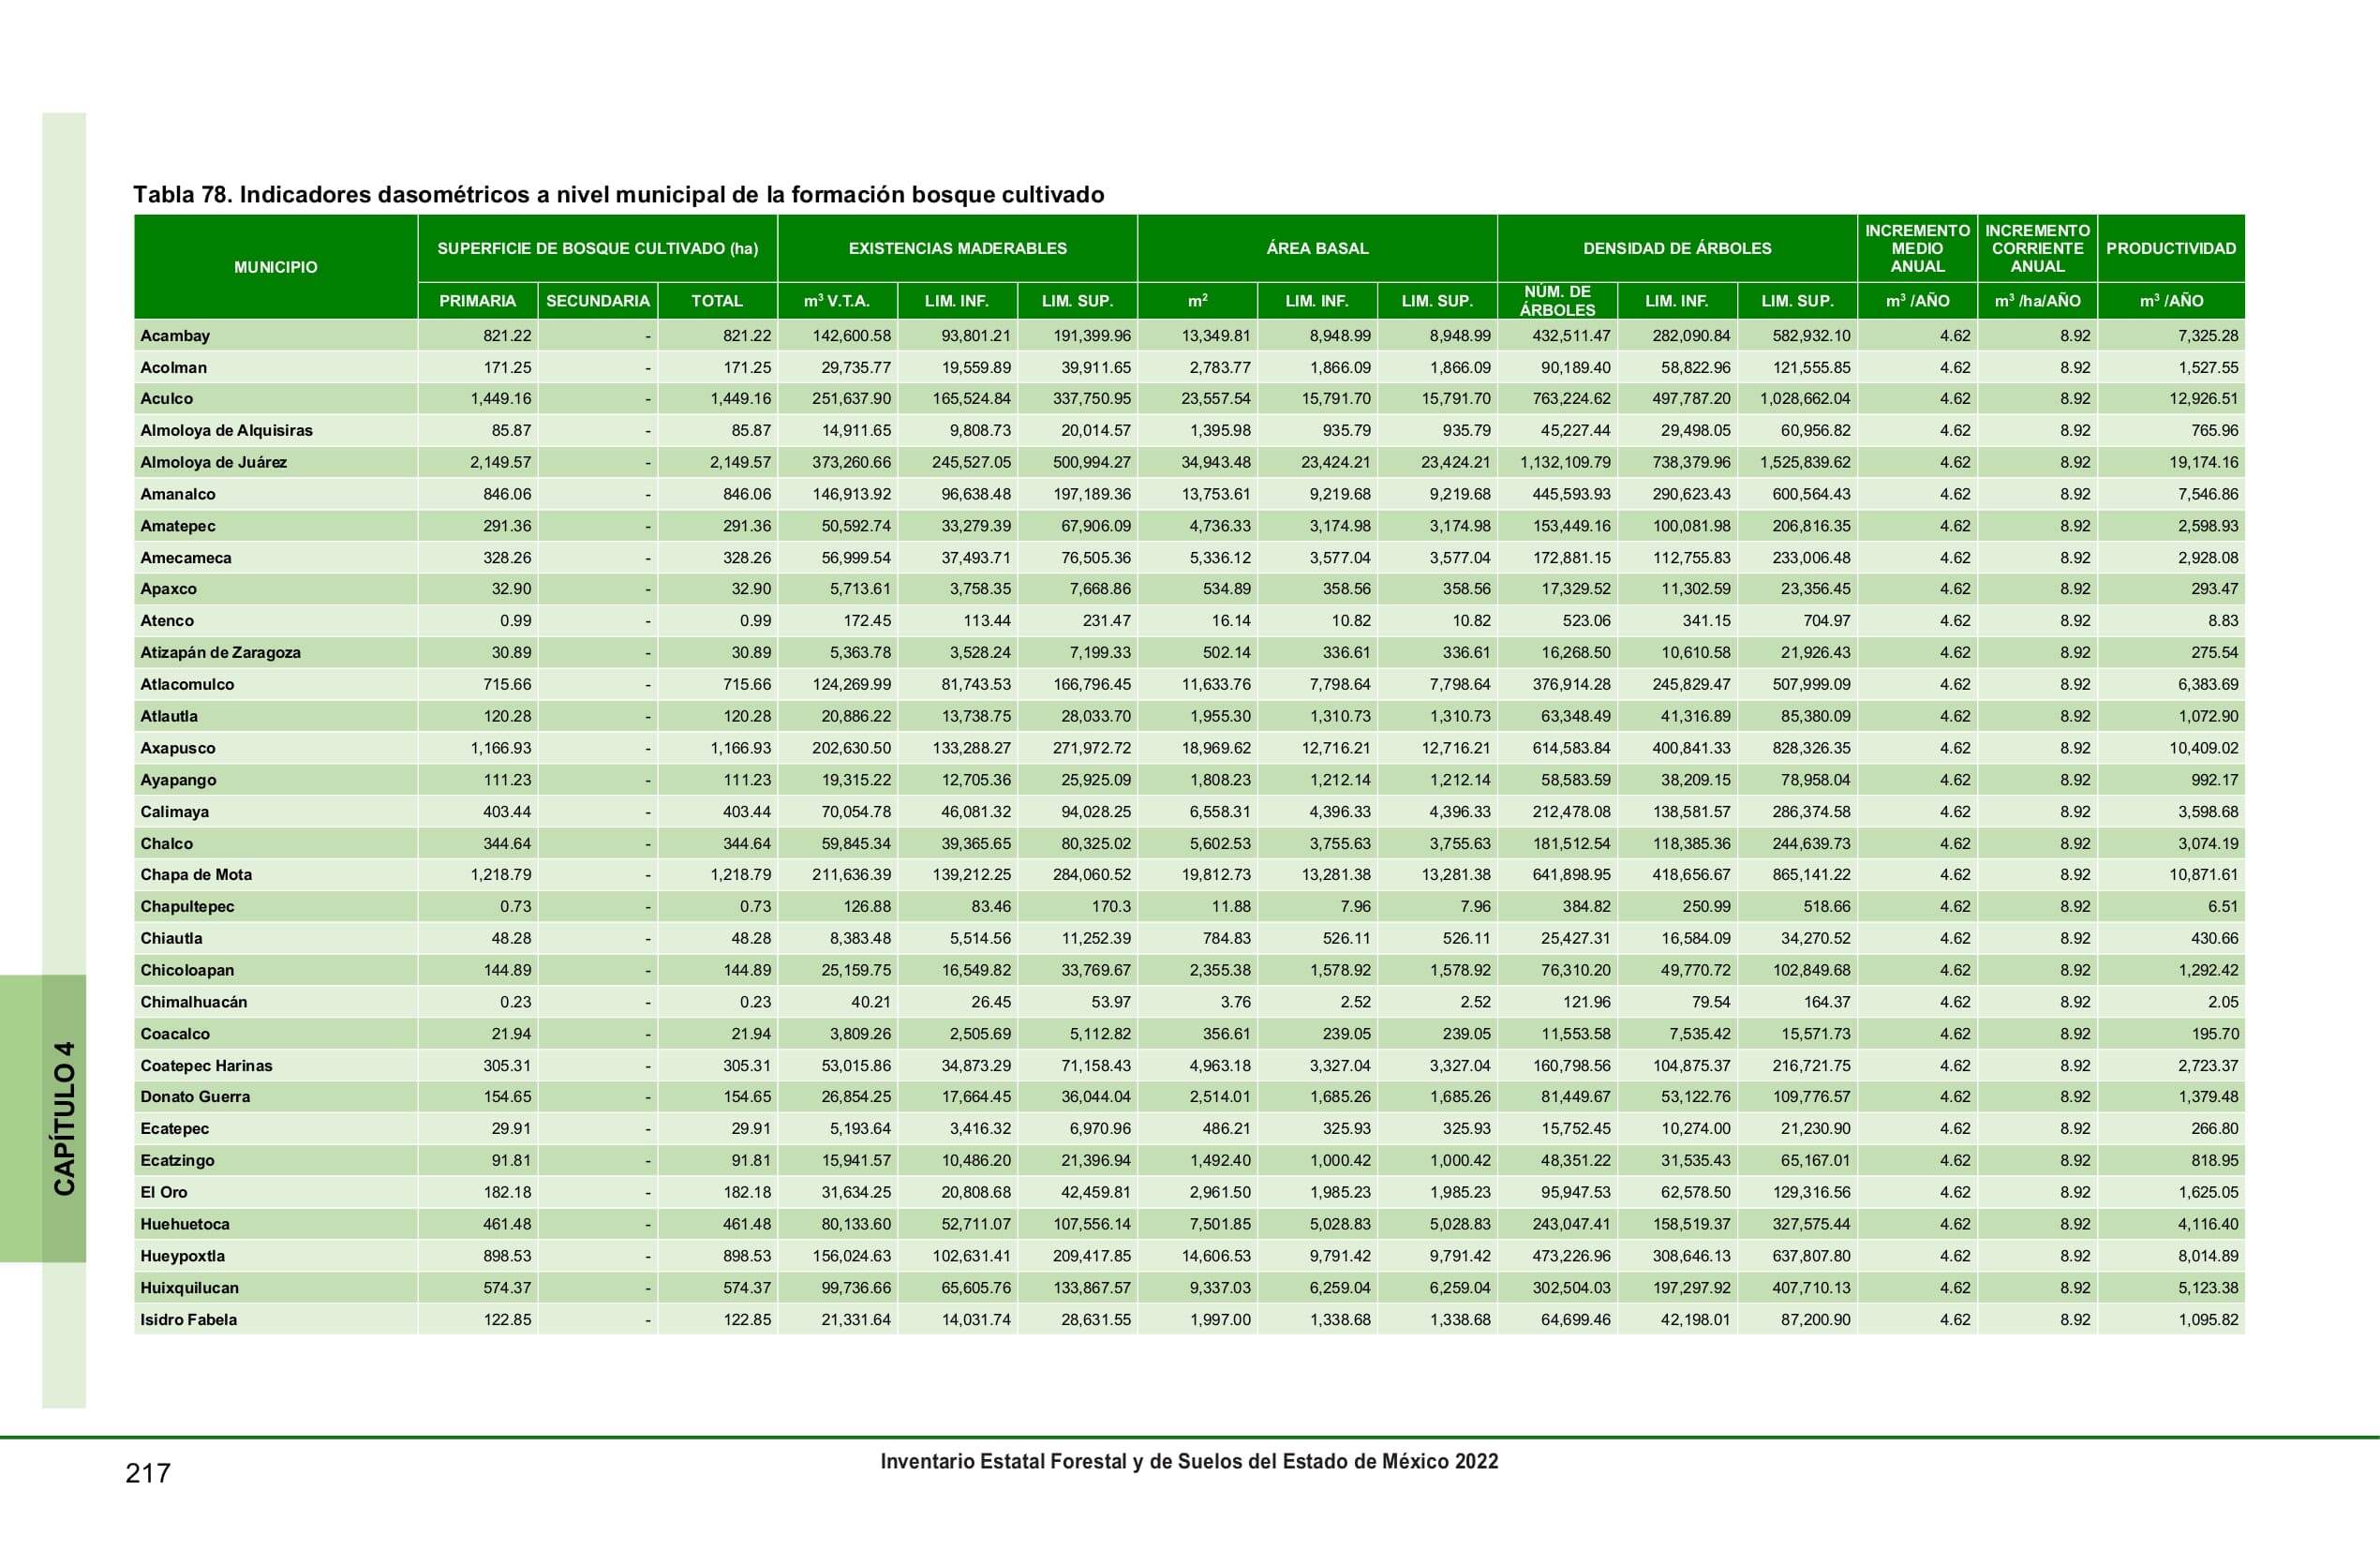 Tabla 78. Indicadores dasométricos a nivel municipal de la formación bosque cultivado
MUNICIPIO SUPERFICIE DE BOSQUE CULTIVADO (ha) EXISTENCIAS MADERABLES ÁREA BASAL DENSIDAD DE ÁRBOLES INCREMENTO MEDIO ANUAL INCREMENTO CORRIENTE ANUAL PRODUCTIVIDAD
PRIMARIA SECUNDARIA TOTAL m³ V.T.A. LIM. INF. LIM. SUP. m² LIM. INF. LIM. SUP. NÚM. DE ÁRBOLES LIM. INF. LIM. SUP. m³ /AÑO m³ /ha/AÑO m³ /AÑO
Acambay 821.22 - 821.22 142,600.58 93,801.21 191,399.96 13,349.81 8,948.99 8,948.99 432,511.47 282,090.84 582,932.10 4.62 8.92 7,325.28
Acolman 171.25 - 171.25 29,735.77 19,559.89 39,911.65 2,783.77 1,866.09 1,866.09 90,189.40 58,822.96 121,555.85 4.62 8.92 1,527.55
Aculco 1,449.16 - 1,449.16 251,637.90 165,524.84 337,750.95 23,557.54 15,791.70 15,791.70 763,224.62 497,787.20 1,028,662.04 4.62 8.92 12,926.51
Almoloya de Alquisiras 85.87 - 85.87 14,911.65 9,808.73 20,014.57 1,395.98 935.79 935.79 45,227.44 29,498.05 60,956.82 4.62 8.92 765.96
Almoloya de Juárez 2,149.57 - 2,149.57 373,260.66 245,527.05 500,994.27 34,943.48 23,424.21 23,424.21 1,132,109.79 738,379.96 1,525,839.62 4.62 8.92 19,174.16
Amanalco 846.06 - 846.06 146,913.92 96,638.48 197,189.36 13,753.61 9,219.68 9,219.68 445,593.93 290,623.43 600,564.43 4.62 8.92 7,546.86
Amatepec 291.36 - 291.36 50,592.74 33,279.39 67,906.09 4,736.33 3,174.98 3,174.98 153,449.16 100,081.98 206,816.35 4.62 8.92 2,598.93
Amecameca 328.26 - 328.26 56,999.54 37,493.71 76,505.36 5,336.12 3,577.04 3,577.04 172,881.15 112,755.83 233,006.48 4.62 8.92 2,928.08
Apaxco 32.90 - 32.90 5,713.61 3,758.35 7,668.86 534.89 358.56 358.56 17,329.52 11,302.59 23,356.45 4.62 8.92 293.47
Atenco 0.99 - 0.99 172.45 113.44 231.47 16.14 10.82 10.82 523.06 341.15 704.97 4.62 8.92 8.83
Atizapán de Zaragoza 30.89 - 30.89 5,363.78 3,528.24 7,199.33 502.14 336.61 336.61 16,268.50 10,610.58 21,926.43 4.62 8.92 275.54
Atlacomulco 715.66 - 715.66 124,269.99 81,743.53 166,796.45 11,633.76 7,798.64 7,798.64 376,914.28 245,829.47 507,999.09 4.62 8.92 6,383.69
Atlautla 120.28 - 120.28 20,886.22 13,738.75 28,033.70 1,955.30 1,310.73 1,310.73 63,348.49 41,316.89 85,380.09 4.62 8.92 1,072.90
Axapusco 1,166.93 - 1,166.93 202,630.50 133,288.27 271,972.72 18,969.62 12,716.21 12,716.21 614,583.84 400,841.33 828,326.35 4.62 8.92 10,409.02
Ayapango 111.23 - 111.23 19,315.22 12,705.36 25,925.09 1,808.23 1,212.14 1,212.14 58,583.59 38,209.15 78,958.04 4.62 8.92 992.17
Calimaya 403.44 - 403.44 70,054.78 46,081.32 94,028.25 6,558.31 4,396.33 4,396.33 212,478.08 138,581.57 286,374.58 4.62 8.92 3,598.68
Chalco 344.64 - 344.64 59,845.34 39,365.65 80,325.02 5,602.53 3,755.63 3,755.63 181,512.54 118,385.36 244,639.73 4.62 8.92 3,074.19
Chapa de Mota 1,218.79 - 1,218.79 211,636.39 139,212.25 284,060.52 19,812.73 13,281.38 13,281.38 641,898.95 418,656.67 865,141.22 4.62 8.92 10,871.61
Chapultepec 0.73 - 0.73 126.88 83.46 170.3 11.88 7.96 7.96 384.82 250.99 518.66 4.62 8.92 6.51
Chiautla 48.28 - 48.28 8,383.48 5,514.56 11,252.39 784.83 526.11 526.11 25,427.31 16,584.09 34,270.52 4.62 8.92 430.66
Chicoloapan 144.89 - 144.89 25,159.75 16,549.82 33,769.67 2,355.38 1,578.92 1,578.92 76,310.20 49,770.72 102,849.68 4.62 8.92 1,292.42
Chimalhuacán 0.23 - 0.23 40.21 26.45 53.97 3.76 2.52 2.52 121.96 79.54 164.37 4.62 8.92 2.05
Coacalco 21.94 - 21.94 3,809.26 2,505.69 5,112.82 356.61 239.05 239.05 11,553.58 7,535.42 15,571.73 4.62 8.92 195.70
Coatepec Harinas 305.31 - 305.31 53,015.86 34,873.29 71,158.43 4,963.18 3,327.04 3,327.04 160,798.56 104,875.37 216,721.75 4.62 8.92 2,723.37
Donato Guerra 154.65 - 154.65 26,854.25 17,664.45 36,044.04 2,514.01 1,685.26 1,685.26 81,449.67 53,122.76 109,776.57 4.62 8.92 1,379.48
Ecatepec 29.91 - 29.91 5,193.64 3,416.32 6,970.96 486.21 325.93 325.93 15,752.45 10,274.00 21,230.90 4.62 8.92 266.80
Ecatzingo 91.81 - 91.81 15,941.57 10,486.20 21,396.94 1,492.40 1,000.42 1,000.42 48,351.22 31,535.43 65,167.01 4.62 8.92 818.95
El Oro 182.18 - 182.18 31,634.25 20,808.68 42,459.81 2,961.50 1,985.23 1,985.23 95,947.53 62,578.50 129,316.56 4.62 8.92 1,625.05
Huehuetoca 461.48 - 461.48 80,133.60 52,711.07 107,556.14 7,501.85 5,028.83 5,028.83 243,047.41 158,519.37 327,575.44 4.62 8.92 4,116.40
Hueypoxtla 898.53 - 898.53 156,024.63 102,631.41 209,417.85 14,606.53 9,791.42 9,791.42 473,226.96 308,646.13 637,807.80 4.62 8.92 8,014.89
Huixquilucan 574.37 - 574.37 99,736.66 65,605.76 133,867.57 9,337.03 6,259.04 6,259.04 302,504.03 197,297.92 407,710.13 4.62 8.92 5,123.38
Isidro Fabela 122.85 - 122.85 21,331.64 14,031.74 28,631.55 1,997.00 1,338.68 1,338.68 64,699.46 42,198.01 87,200.90 4.62 8.92 1,095.82
CAPÍTULO 4
217
Inventario Estatal Forestal y de Suelos del Estado de México 2022